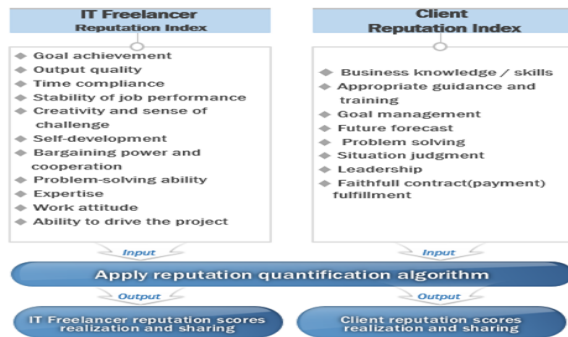 IT Freelancer
Reputation Index
Goal achievement
Output quality
Time compliance
Stability of job performance
Creativity and sense of
challenge
Self-development
Bargaining power and
cooperation
Problem-solving ability
Expertise
Work attitude
Ability to drive the project
Client
Reputation Index
Business knowledge / skills
Appropriate guidance and
training
Goal management
Future forecast
Problem solving
Situation judgment
Leadership
Faithfull contract(payment)
fulfillment
Input
Input
Apply reputation quantification algorithm
Output
Output
IT Freelancer reputation scores
realization and sharing
Client reputation scores
realization and sharing